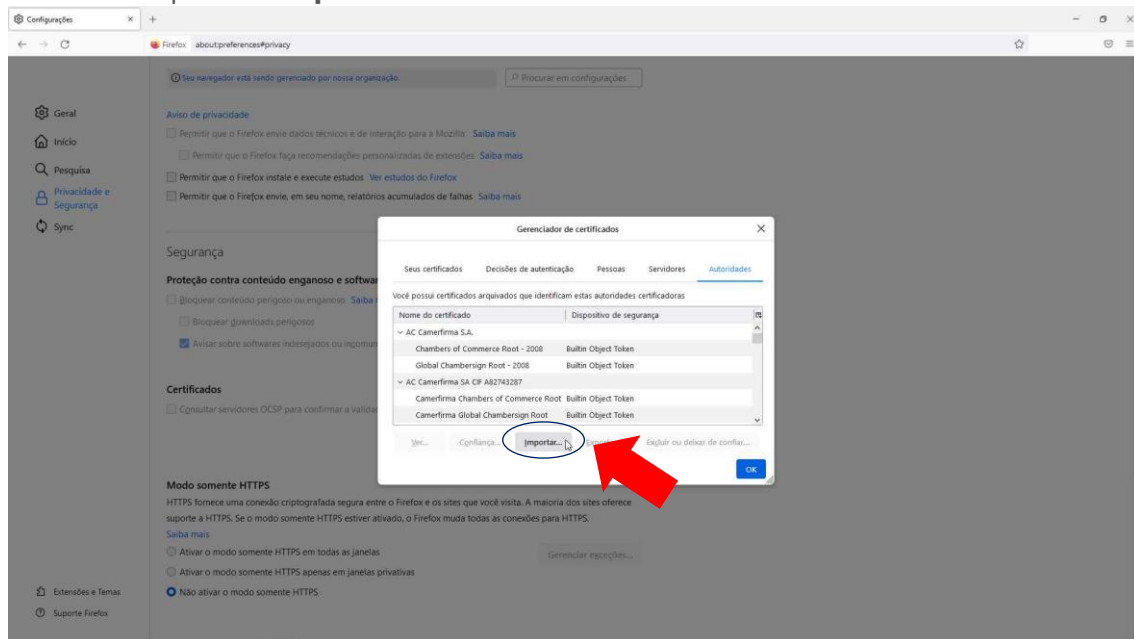 Configurações
Firefox about:preferences#privacy
Seu navegador está sendo gerenciado por nossa organização.
Procurar em configurações
Geral
Início
Pesquisa
Privacidade e
Segurança
Sync
Extensões e Temas
Suporte Firefox
Aviso de privacidade
Permitir que o Firefox envie dados técnicos e de interação para a Mozilla Saiba mais
Permitir que o Firefox faça recomendações personalizadas de extensões Saiba mais
Permitir que o Firefox instale e execute estudos Ver estudos do Firefox
Permitir que o Firefox envie, em seu nome, relatórios acumulados de falhas Saiba mais
Segurança
Proteção contra conteúdo enganoso e softwar
Bloquear conteúdo perigoso ou enganoso Saiba
Bloquear downloads perigosos
Avisar sobre softwares indesejados ou incomun
Certificados
Consultar servidores OCSP para confirmar a valida
Modo somente HTTPS
HTTPS fornece uma conexão criptografada segura entre o Firefox e os sites que você visita. A maioria dos sites oferece
suporte a HTTPS. Se o modo somente HTTPS estiver ativado, o Firefox muda todas as conexões para HTTPS.
Saiba mais
Ativar o modo somente HTTPS em todas as janelas
Gerenciar exceções...
Ativar o modo somente HTTPS apenas em janelas privativas
Não ativar o modo somente HTTPS
Gerenciador de certificados
Seus certificados Decisões de autenticação Pessoas Servidores Autoridades
Você possui certificados arquivados que identificam estas autoridades certificadoras
Nome do certificado Dispositivo de segurança
AC Camerfirma S.A.
Chambers of Commerce Root - 2008 Builtin Object Token
Global Chambersign Root - 2008 Builtin Object Token
AC Camerfirma SA CIF A82743287
Camerfirma Chambers of Commerce Root Builtin Object Token
Camerfirma Global Chambersign Root Builtin Object Token
Ver... Confiança... Importar... Excluir ou deixar de confiar...
OK